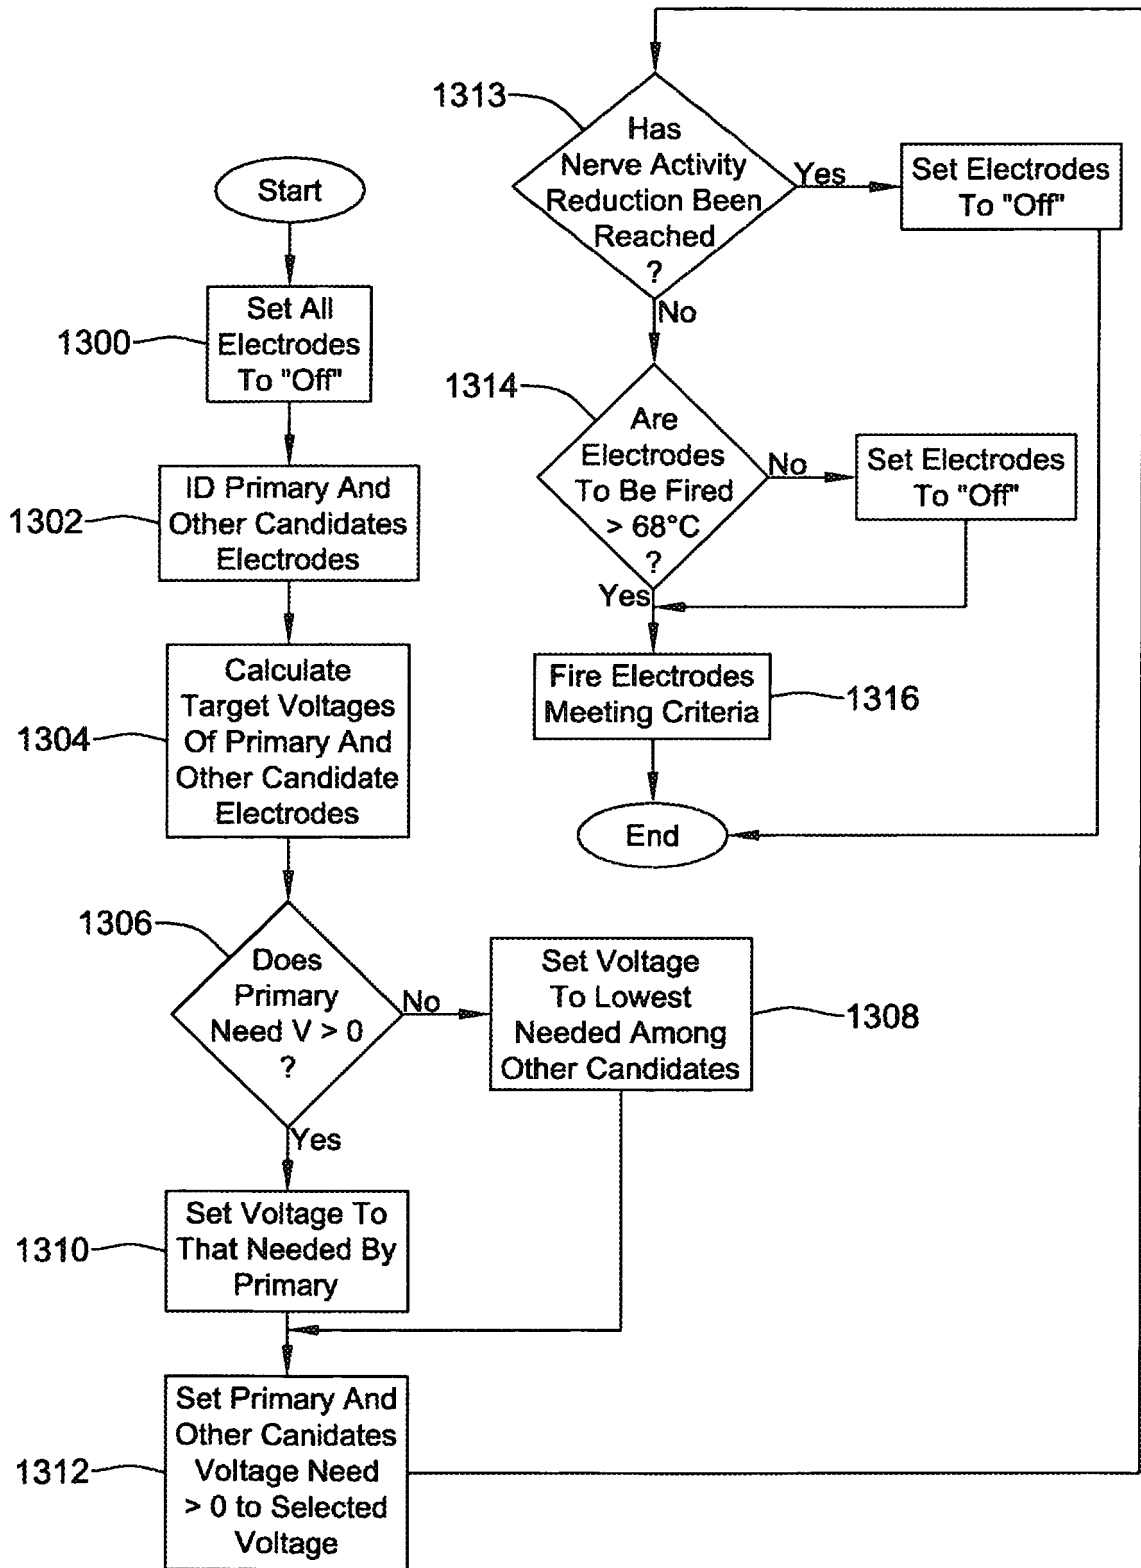 Start
1300
Set All
Electrodes
To "Off"
1302
ID Primary And
Other Candidates
Electrodes
1304
Calculate
Target Voltages
Of Primary And
Other Candidate
Electrodes
1306
Does
Primary
Need V > 0
?
No
Set Voltage
To Lowest
Needed Among
Other Candidates
1308
Yes
1310
Set Voltage To
That Needed By
Primary
1312
Set Primary And
Other Canidates
Voltage Need
> 0 to Selected
Voltage
1313
Has
Nerve Activity
Reduction Been
Reached
?
Yes
Set Electrodes
To "Off"
No
1314
Are
Electrodes
To Be Fired
> 68°C
?
No
Set Electrodes
To "Off"
Yes
Fire Electrodes
Meeting Criteria
1316
End